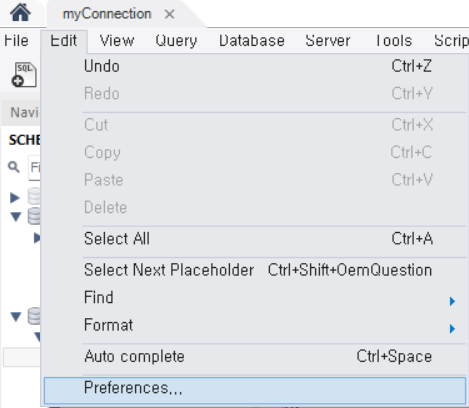 myConnection ×
File Edit View Query Database Server Tools Scrip
SQL
Navi
SCHE
Fi
Undo Ctrl+Z
Redo Ctrl+Y
Cut Ctrl+X
Copy Ctrl+C
Paste Ctrl+V
Delete
Select All Ctrl+A
Select Next Placeholder Ctrl+Shift+OemQuestion
Find
Format
Auto complete Ctrl+Space
Preferences...